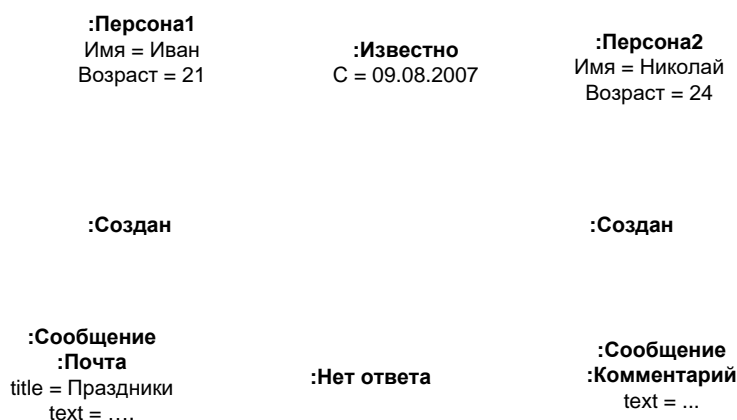 :Персона1
Имя = Иван
Возраст = 21
:Известно
С = 09.08.2007
:Персона2
Имя = Николай
Возраст = 24
:Создан
:Создан
:Сообщение
:Почта
title = Праздники
text = ….
:Нет ответа
:Сообщение
:Комментарий
text = ...